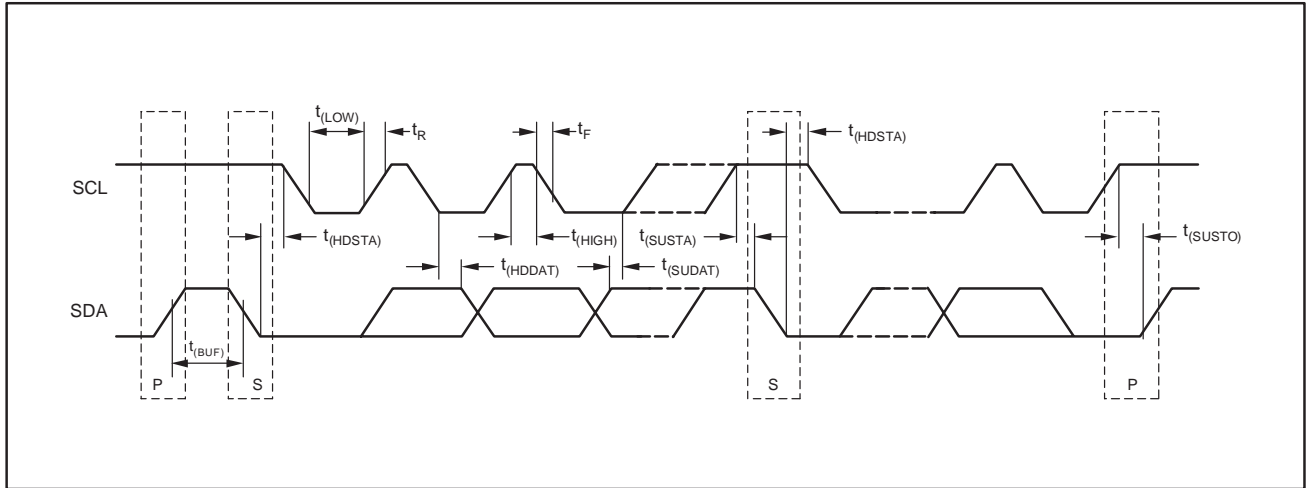 t(LOW)
tR
tF
t(HDSTA)
SCL
t(HDSTA)
t(HIGH)
t(SUSTA)
t(SUSTO)
t(HDDAT)
t(SUDAT)
SDA
t(BUF)
P
S
S
P